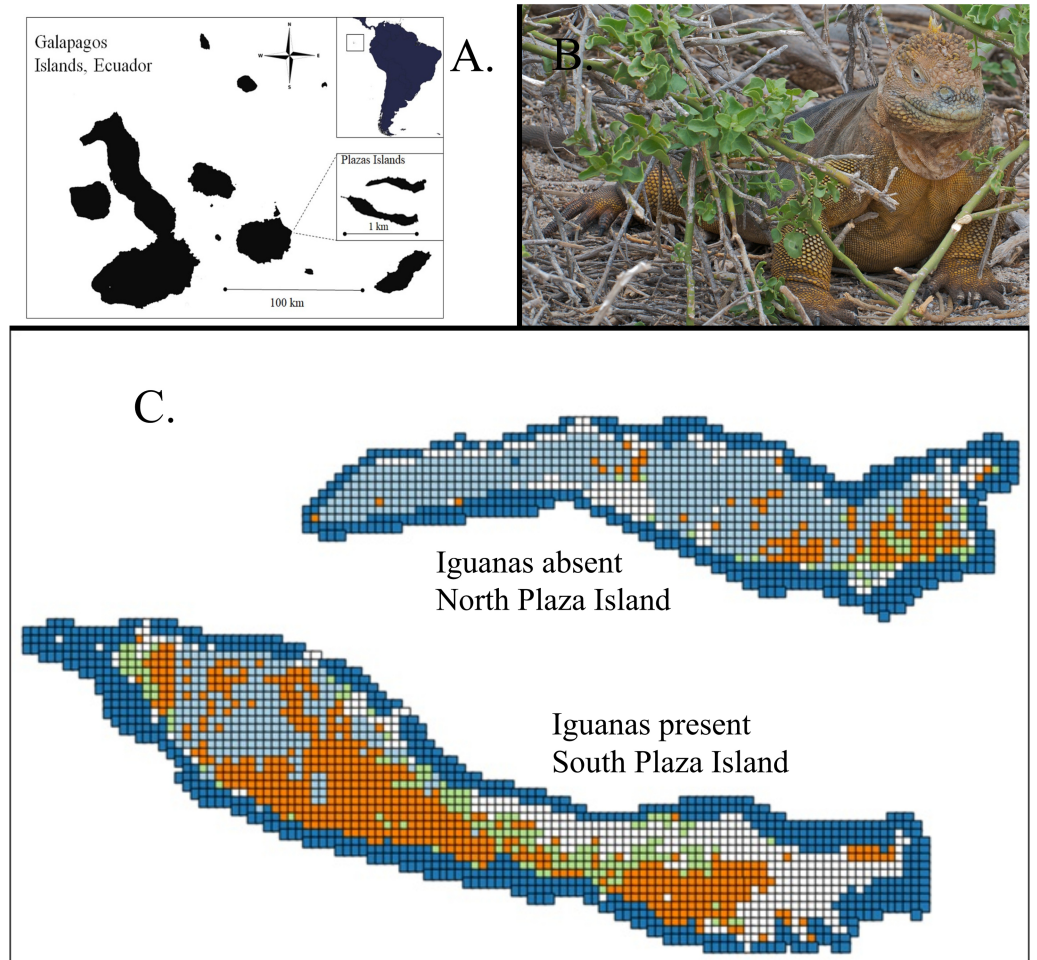 Galapagos
Islands, Ecuador
N
W
E
S
A.
Plazas Islands
1 km
100 km
B.
C.
Iguanas absent
North Plaza Island
Iguanas present
South Plaza Island